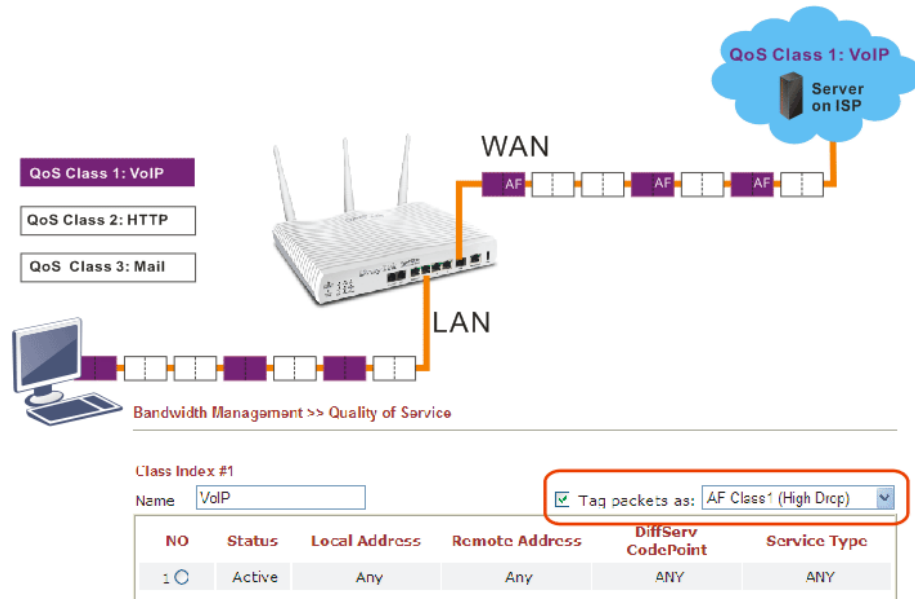 QoS Class 1: VoIP
Server
on ISP
WAN
QoS Class 1: VoIP
AF
AF
AF
QoS Class 2: HTTP
QoS Class 3: Mail
LAN
Bandwidth Management >> Quality of Service
Class Index #1
Name VoIP
Tag packets as: AF Class1 (High Drop)
NO Status Local Address Remote Address DiffServ CodePoint Service Type
1 Active Any Any ANY ANY